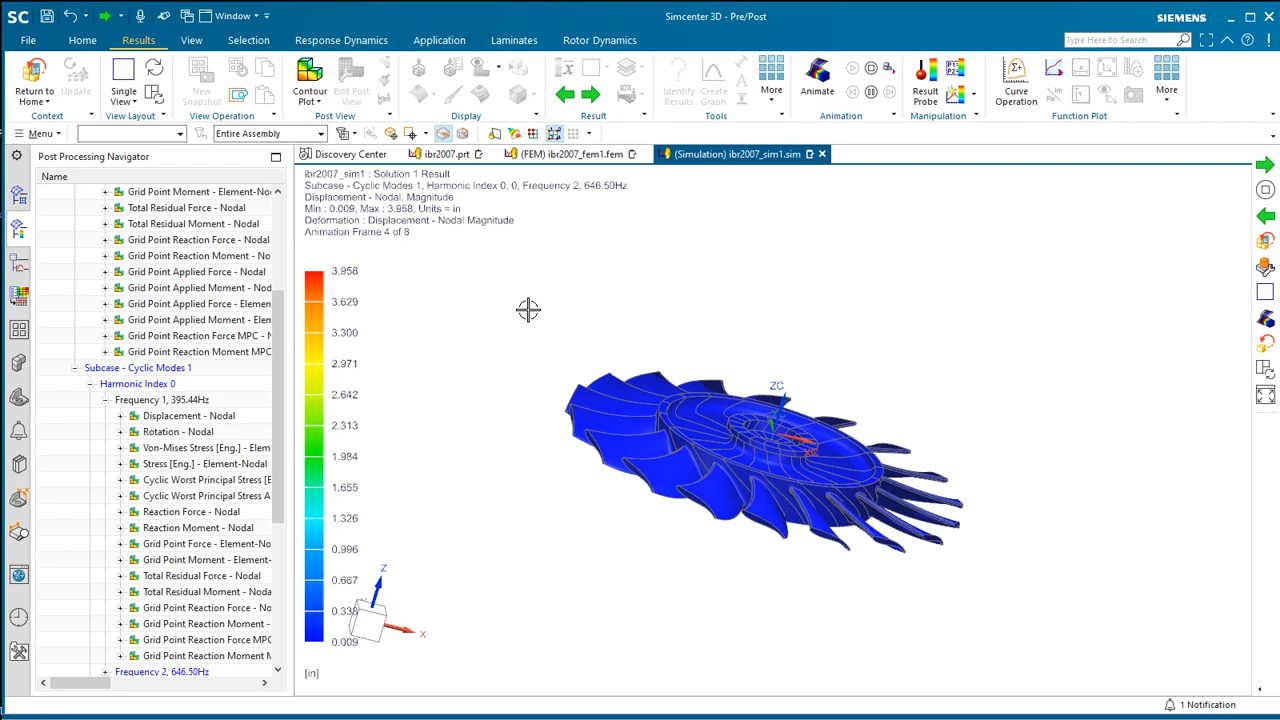 SC
Window
Simcenter 3D - Pre/Post
SIEMENS
File
Home
Results
View
Selection
Response Dynamics
Application
Laminates
Rotor Dynamics
Type Here to Search
Return to Home
Update
Context
Single View
View Layout
New Snapshot
View Operation
Contour Plot
Edit Post View
Post View
Display
Result
Identify Results
Create Graph
More
Tools
Animate
Animation
Result Probe
Manipulation
Curve Operation
More
Function Plot
Menu
Entire Assembly
Post Processing Navigator
Discovery Center
ibr2007.prt
(FEM) ibr2007_fem1.fem
(Simulation) ibr2007_sim1.sim
Name
Grid Point Moment - Element-No
Total Residual Force - Nodal
Total Residual Moment - Nodal
Grid Point Reaction Force - Nodal
Grid Point Reaction Moment - Nodal
Grid Point Applied Force - Nodal
Grid Point Applied Moment - Nodal
Grid Point Applied Force - Elemen
Grid Point Applied Moment - Elem
Grid Point Reaction Force MPC - N
Grid Point Reaction Moment MPC
Subcase - Cyclic Modes 1
Harmonic Index 0
Frequency 1, 395.44Hz
Displacement - Nodal
Rotation - Nodal
Von-Mises Stress [Eng.] - Elemen
Stress [Eng.] - Element-Nodal
Cyclic Worst Principal Stress [E
Cyclic Worst Principal Stress A
Reaction Force - Nodal
Reaction Moment - Nodal
Grid Point Force - Element-No
Grid Point Moment - Element-
Total Residual Force - Nodal
Total Residual Moment - Nodal
Grid Point Reaction Force - No
Grid Point Reaction Moment -
Grid Point Reaction Force MPC
Grid Point Reaction Moment M
Frequency 2, 646.50Hz
ibr2007_sim1 : Solution 1 Result
Subcase - Cyclic Modes 1, Harmonic Index 0, 0, Frequency 2, 646.50Hz
Displacement - Nodal, Magnitude
Min : 0.009, Max : 3.958, Units = in
Deformation : Displacement - Nodal Magnitude
Animation Frame 4 of 8
3.958
3.629
3.300
2.971
2.642
2.313
1.984
1.655
1.326
0.996
0.667
0.338
0.009
[in]
Z
X
ZC
XC
1 Notification